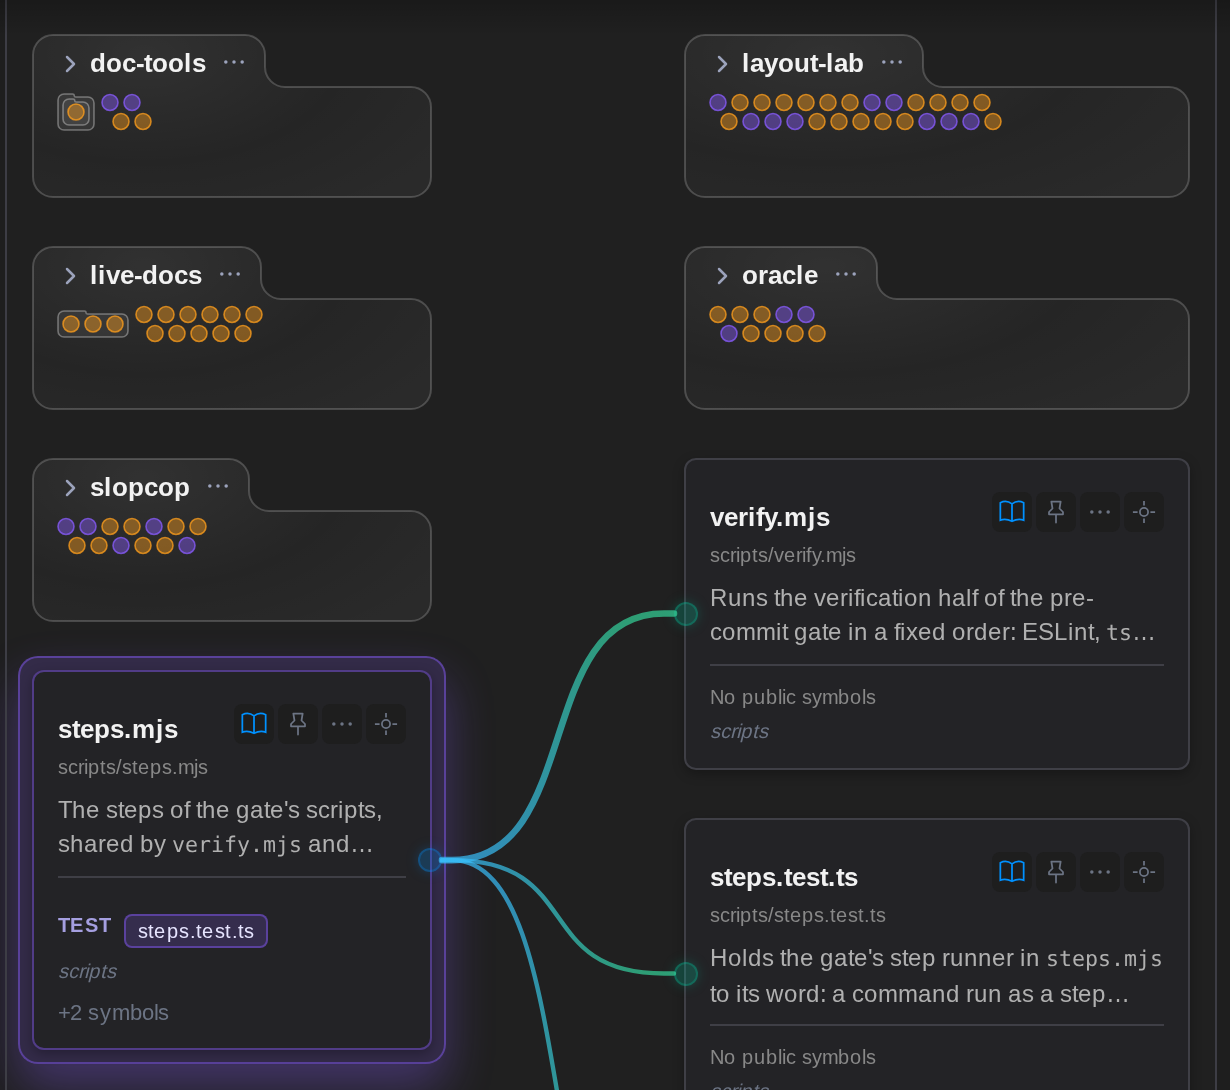 doc-tools ...
layout-lab ...
live-docs ...
oracle ...
slopcop ...
verify.mjs
scripts/verify.mjs
Runs the verification half of the pre-
commit gate in a fixed order: ESLint, ts…
No public symbols
scripts
steps.mjs
scripts/steps.mjs
The steps of the gate's scripts,
shared by verify.mjs and…
TEST steps.test.ts
scripts
+2 symbols
steps.test.ts
scripts/steps.test.ts
Holds the gate's step runner in steps.mjs
to its word: a command run as a step…
No public symbols
scripts